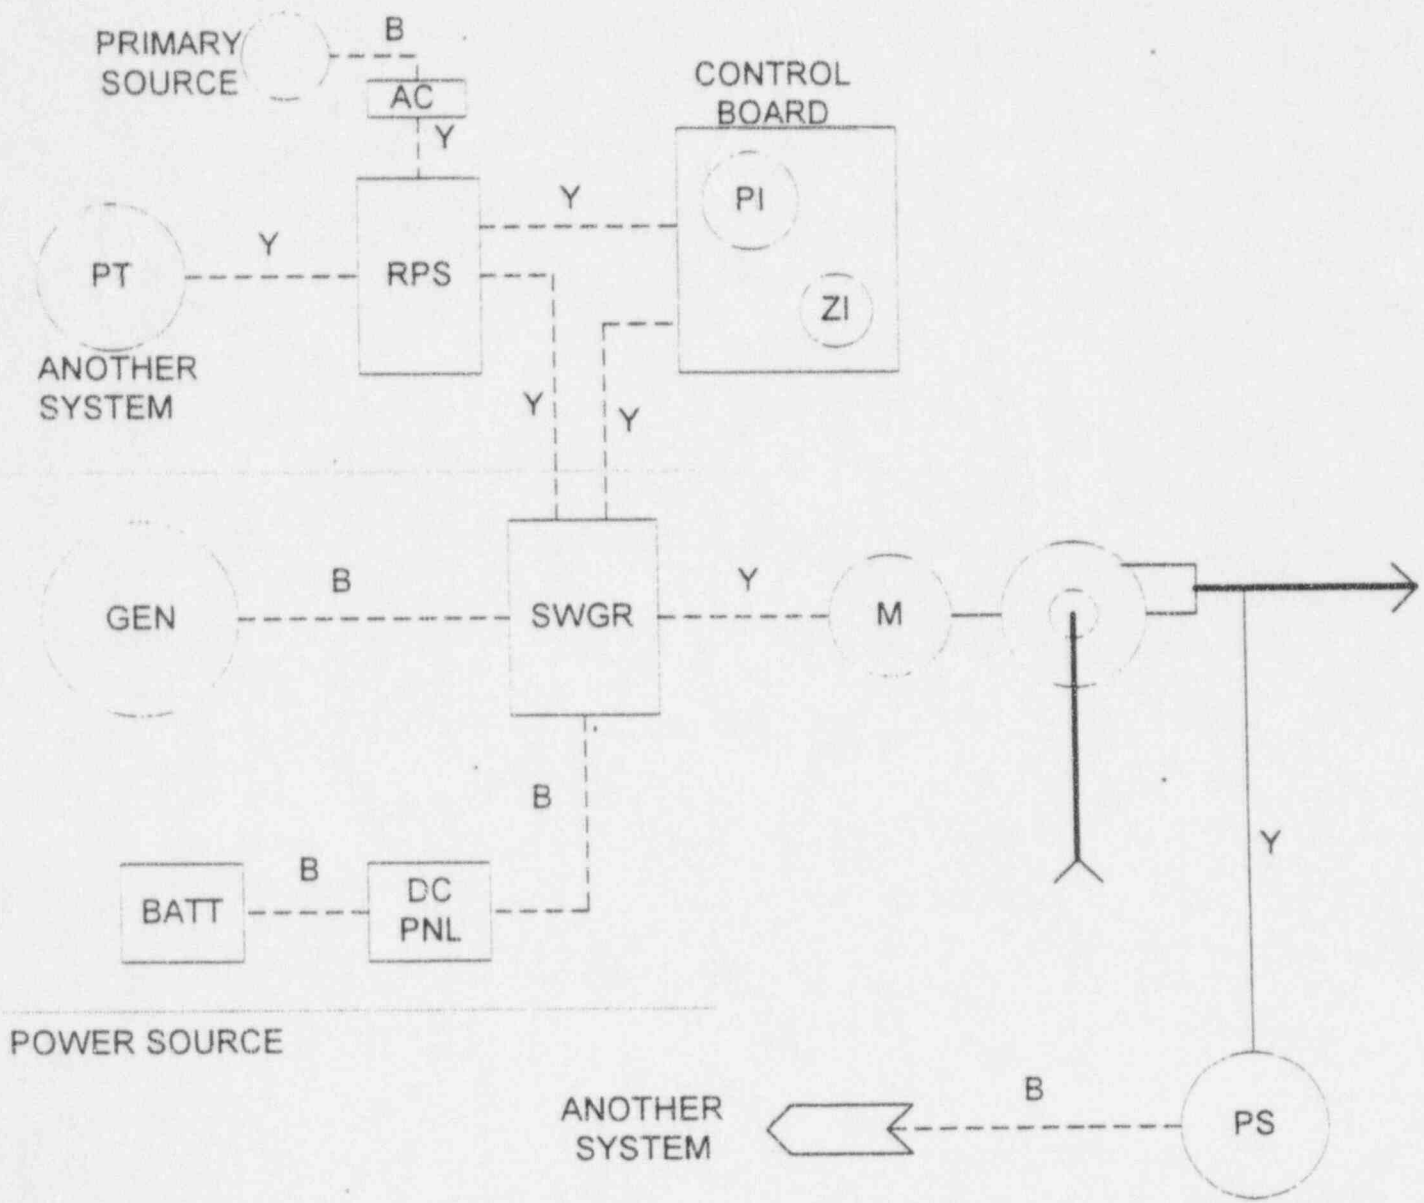 PRIMARY
SOURCE
B
AC
Y
CONTROL
BOARD
PI
ZI
Y
Y
PT
RPS
ANOTHER
SYSTEM
Y
Y
GEN
B
SWGR
Y
M
B
BATT
B
DC
PNL
Y
POWER SOURCE
ANOTHER
SYSTEM
B
PS